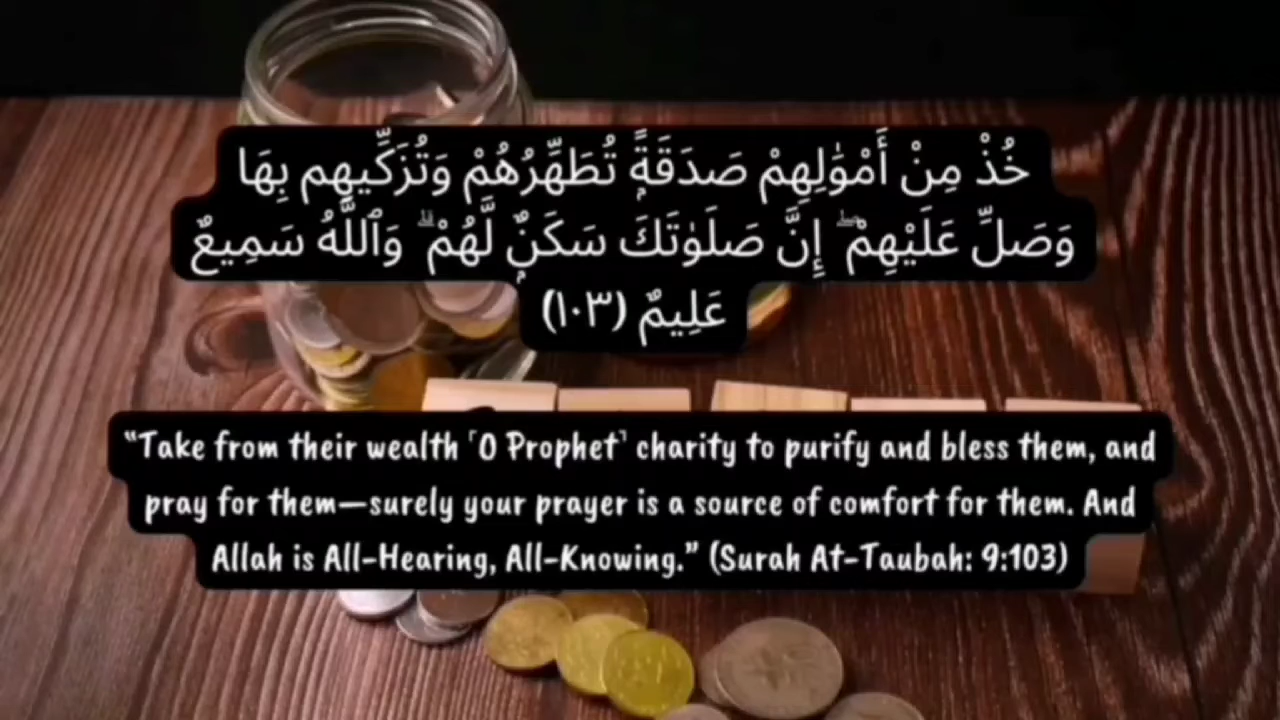 خُذْ مِنْ أَمْوَٰلِهِمْ صَدَقَةًۭ تُطَهِّرُهُمْ وَتُزَكِّيهِم بِهَا
وَصَلِّ عَلَيْهِمْ ۖ إِنَّ صَلَوٰتَكَ سَكَنٌۭ لَّهُمْ ۗ وَٱللَّهُ سَمِيعٌ
عَلِيمٌ (١٠٣)
“Take from their wealth ˹O Prophet˺ charity to purify and bless them, and
pray for them—surely your prayer is a source of comfort for them. And
Allah is All-Hearing, All-Knowing.” (Surah At-Taubah: 9:103)